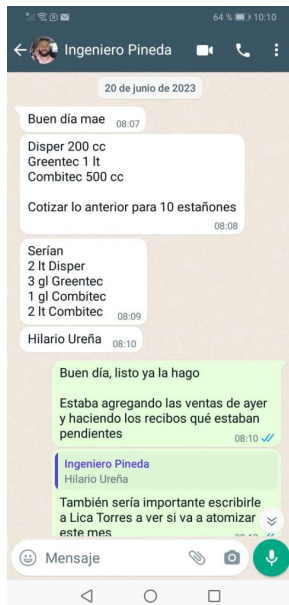 64 % 10:10
Ingeniero Pineda
20 de junio de 2023
Buen día mae 08:07
Disper 200 cc
Greentec 1 lt
Combitec 500 cc
Cotizar lo anterior para 10 estañones
08:08
Serían
2 lt Disper
3 gl Greentec
1 gl Combitec
2 lt Combitec 08:09
Hilario Ureña 08:10
Buen día, listo ya la hago
Estaba agregando las ventas de ayer
y haciendo los recibos qué estaban
pendientes 08:10
Ingeniero Pineda
Hilario Ureña
También sería importante escribirle
a Lica Torres a ver si va a atomizar
este mes
Mensaje